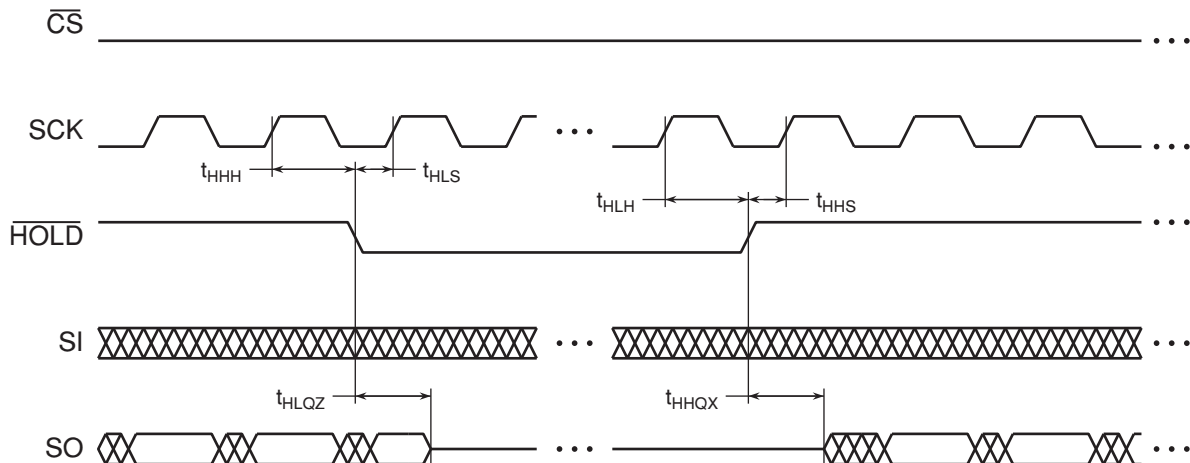 CS
SCK
tHHH
tHLS
tHLH
tHHS
HOLD
SI
tHLQZ
tHHQX
SO